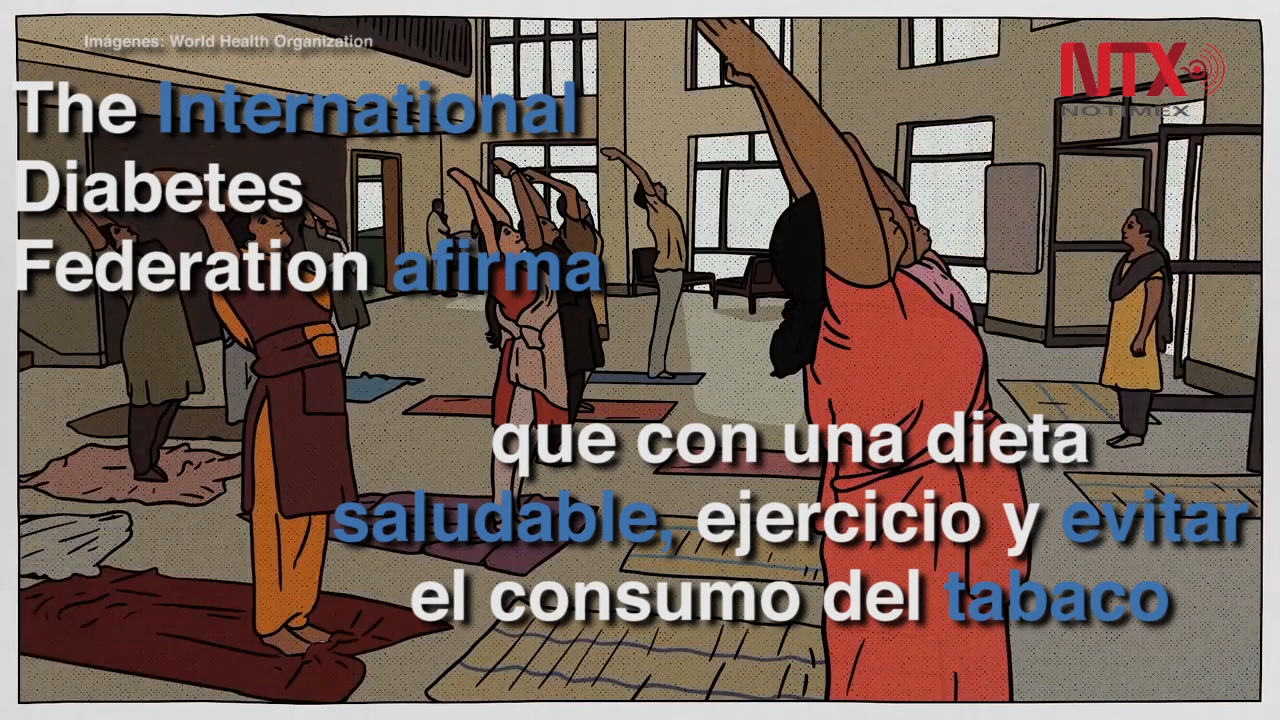 Imágenes: World Health Organization
NTX
NOTIMEX
The International
Diabetes
Federation afirma
que con una dieta
saludable, ejercicio y evitar
el consumo del tabaco